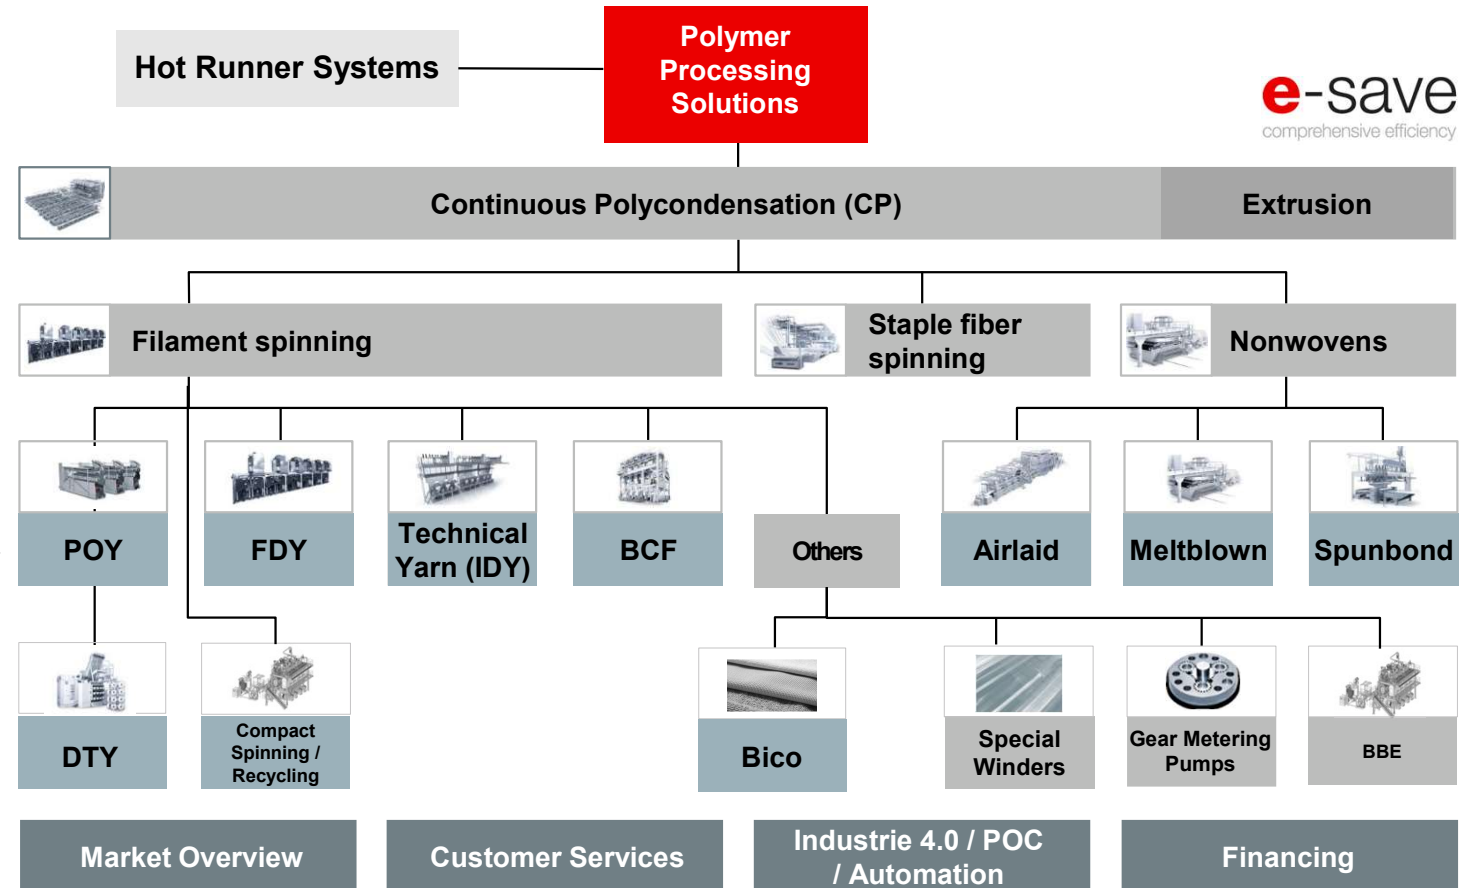 Hot Runner Systems
Polymer
Processing
Solutions
e-save
comprehensive efficiency
Continuous Polycondensation (CP)
Extrusion
Filament spinning
Staple fiber
spinning
Nonwovens
POY
FDY
Technical
Yarn (IDY)
BCF
Others
Airlaid
Meltblown
Spunbond
DTY
Compact
Spinning /
Recycling
Bico
Special
Winders
Gear Metering
Pumps
BBE
Market Overview
Customer Services
Industrie 4.0 / POC
/ Automation
Financing